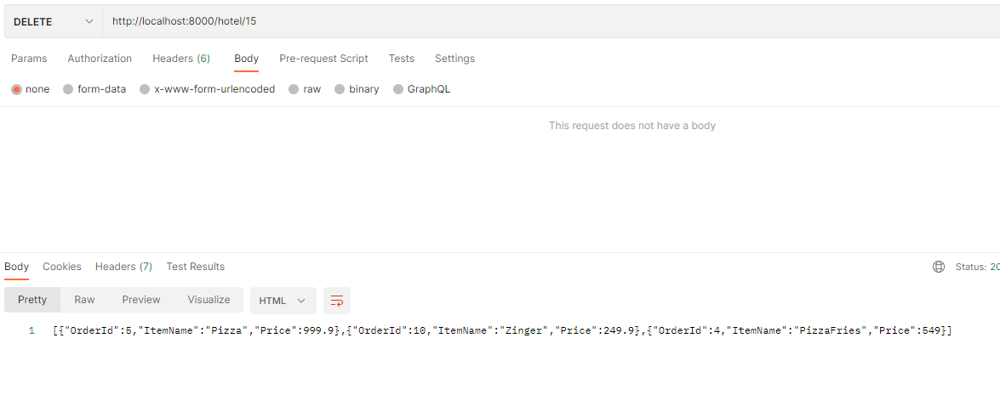 DELETE http://localhost:8000/hotel/15
Params Authorization Headers (6) Body Pre-request Script Tests Settings
none form-data x-www-form-urlencoded raw binary GraphQL
This request does not have a body
Body Cookies Headers (7) Test Results Status: 20
Pretty Raw Preview Visualize HTML
1 [{"OrderId":5,"ItemName":"Pizza","Price":999.9},{"OrderId":10,"ItemName":"Zinger","Price":249.9},{"OrderId":4,"ItemName":"PizzaFries","Price":549}]